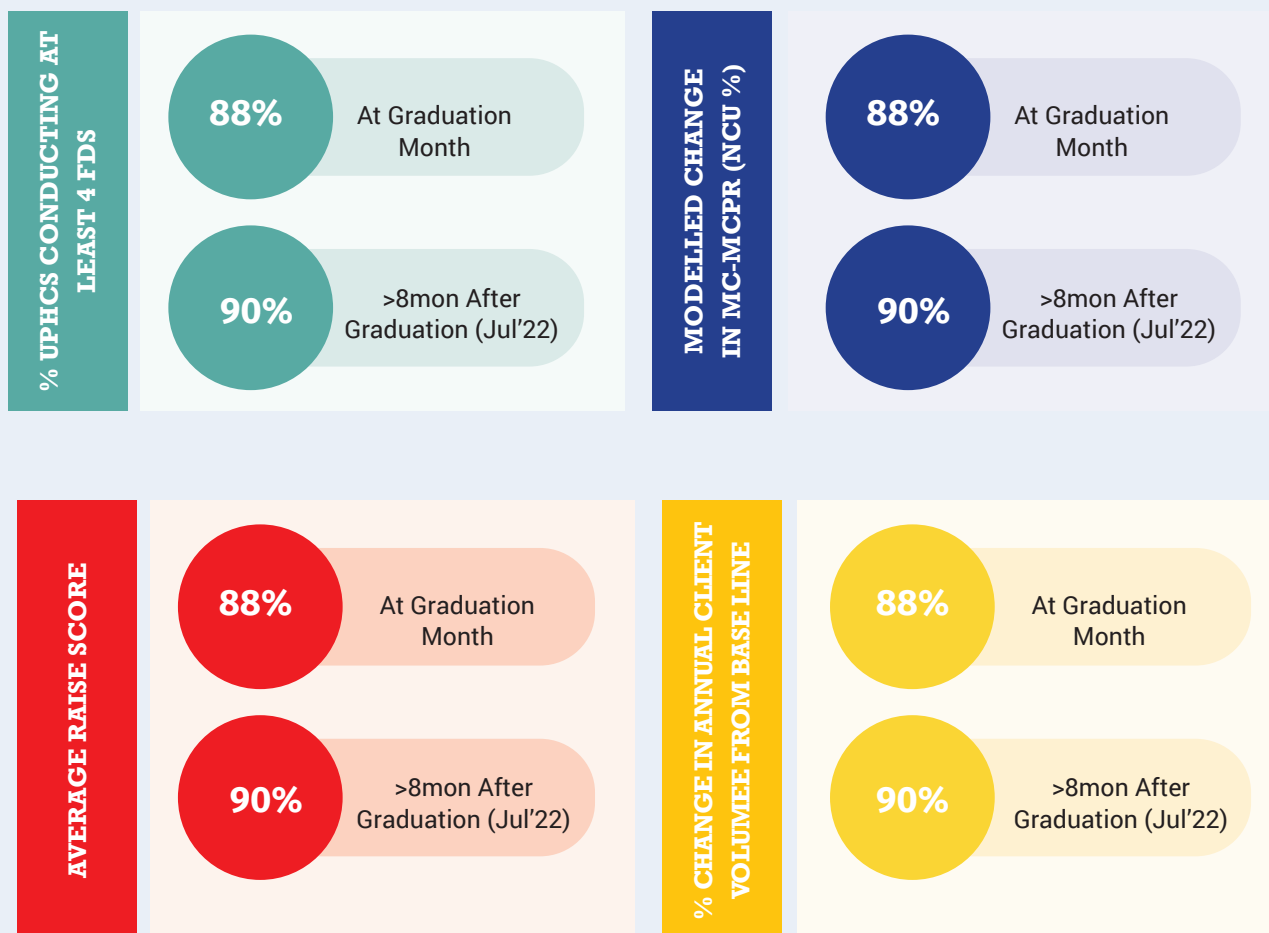 % UPHCS CONDUCTING AT
LEAST 4 FDS
88%
At Graduation
Month
90%
>8mon After
Graduation (Jul'22)
MODELLED CHANGE
IN MC-MCPR (NCU %)
88%
At Graduation
Month
90%
>8mon After
Graduation (Jul'22)
AVERAGE RAISE SCORE
88%
At Graduation
Month
90%
>8mon After
Graduation (Jul'22)
% CHANGE IN ANNUAL CLIENT
VOLUMEE FROM BASE LINE
88%
At Graduation
Month
90%
>8mon After
Graduation (Jul'22)